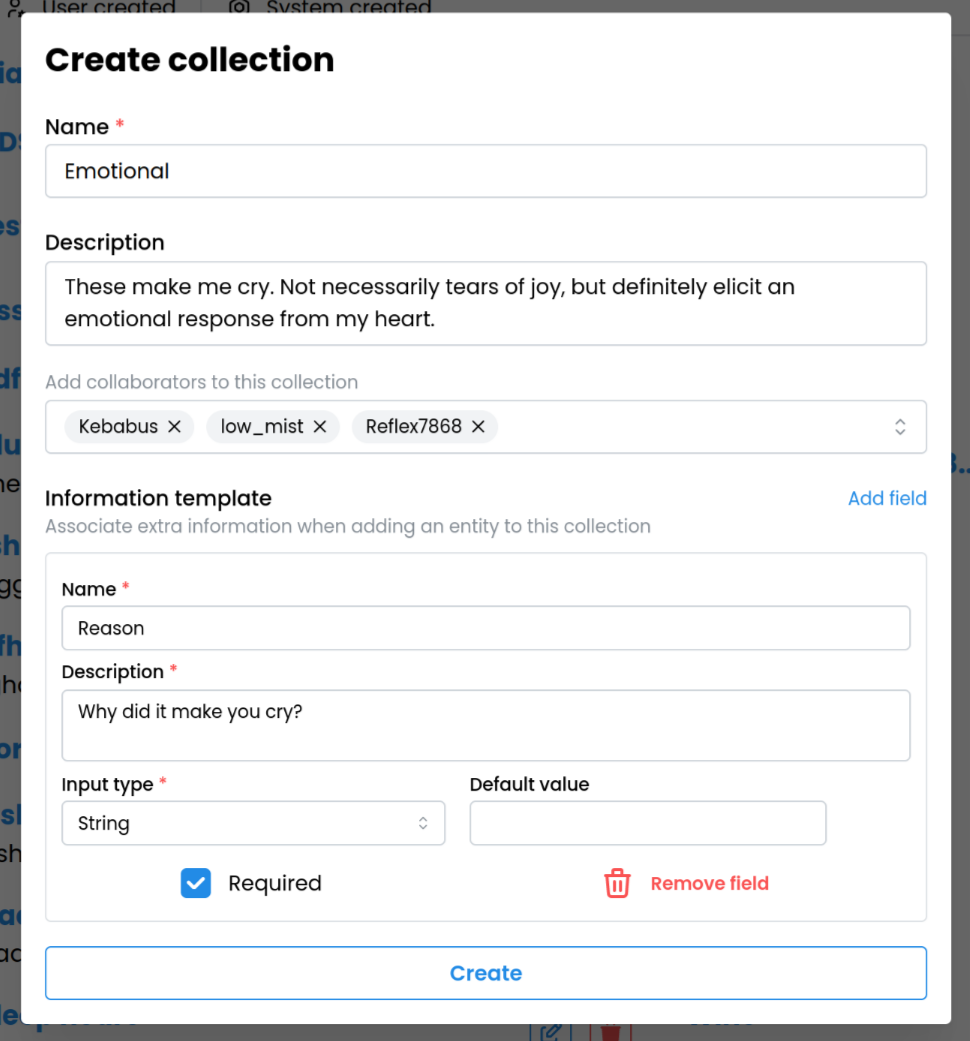 User created
System created
Create collection
Name *
Emotional
Description
These make me cry. Not necessarily tears of joy, but definitely elicit an
emotional response from my heart.
Add collaborators to this collection
Kebabus
low_mist
Reflex7868
Information template
Add field
Associate extra information when adding an entity to this collection
Name *
Reason
Description *
Why did it make you cry?
Input type *
Default value
String
Required
Remove field
Create